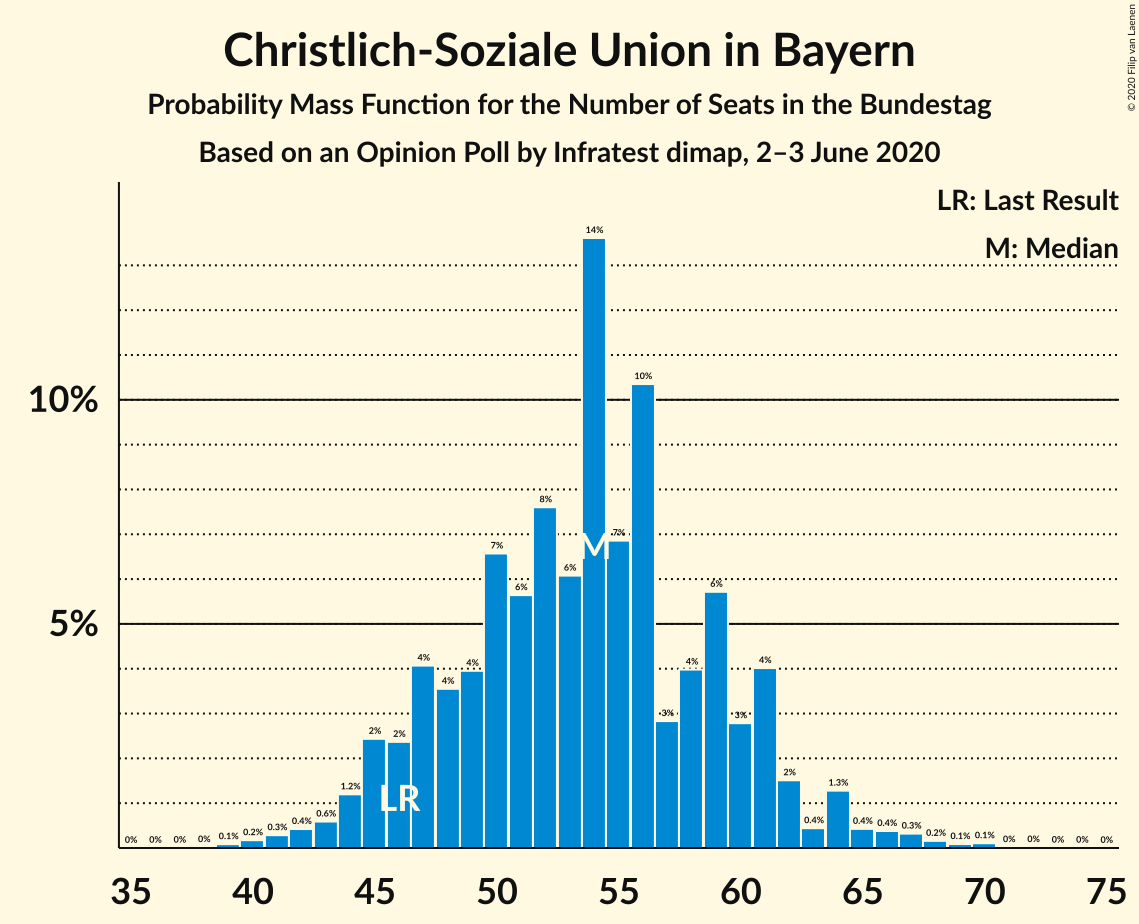 Christlich-Soziale Union in Bayern
Probability Mass Function for the Number of Seats in the Bundestag
Based on an Opinion Poll by Infratest dimap, 2–3 June 2020
© 2020 Filip van Laenen
LR: Last Result
M: Median
10%
5%
0% 0% 0% 0% 0.1% 0.2% 0.3% 0.4% 0.6% 1.2% 2% 2% 4% 4% 4% 7% 6% 8% 6% 14% 7% 10% 3% 4% 6% 3% 4% 2% 0.4% 1.3% 0.4% 0.4% 0.3% 0.2% 0.1% 0.1% 0% 0% 0% 0% 0%
M
LR
35 40 45 50 55 60 65 70 75